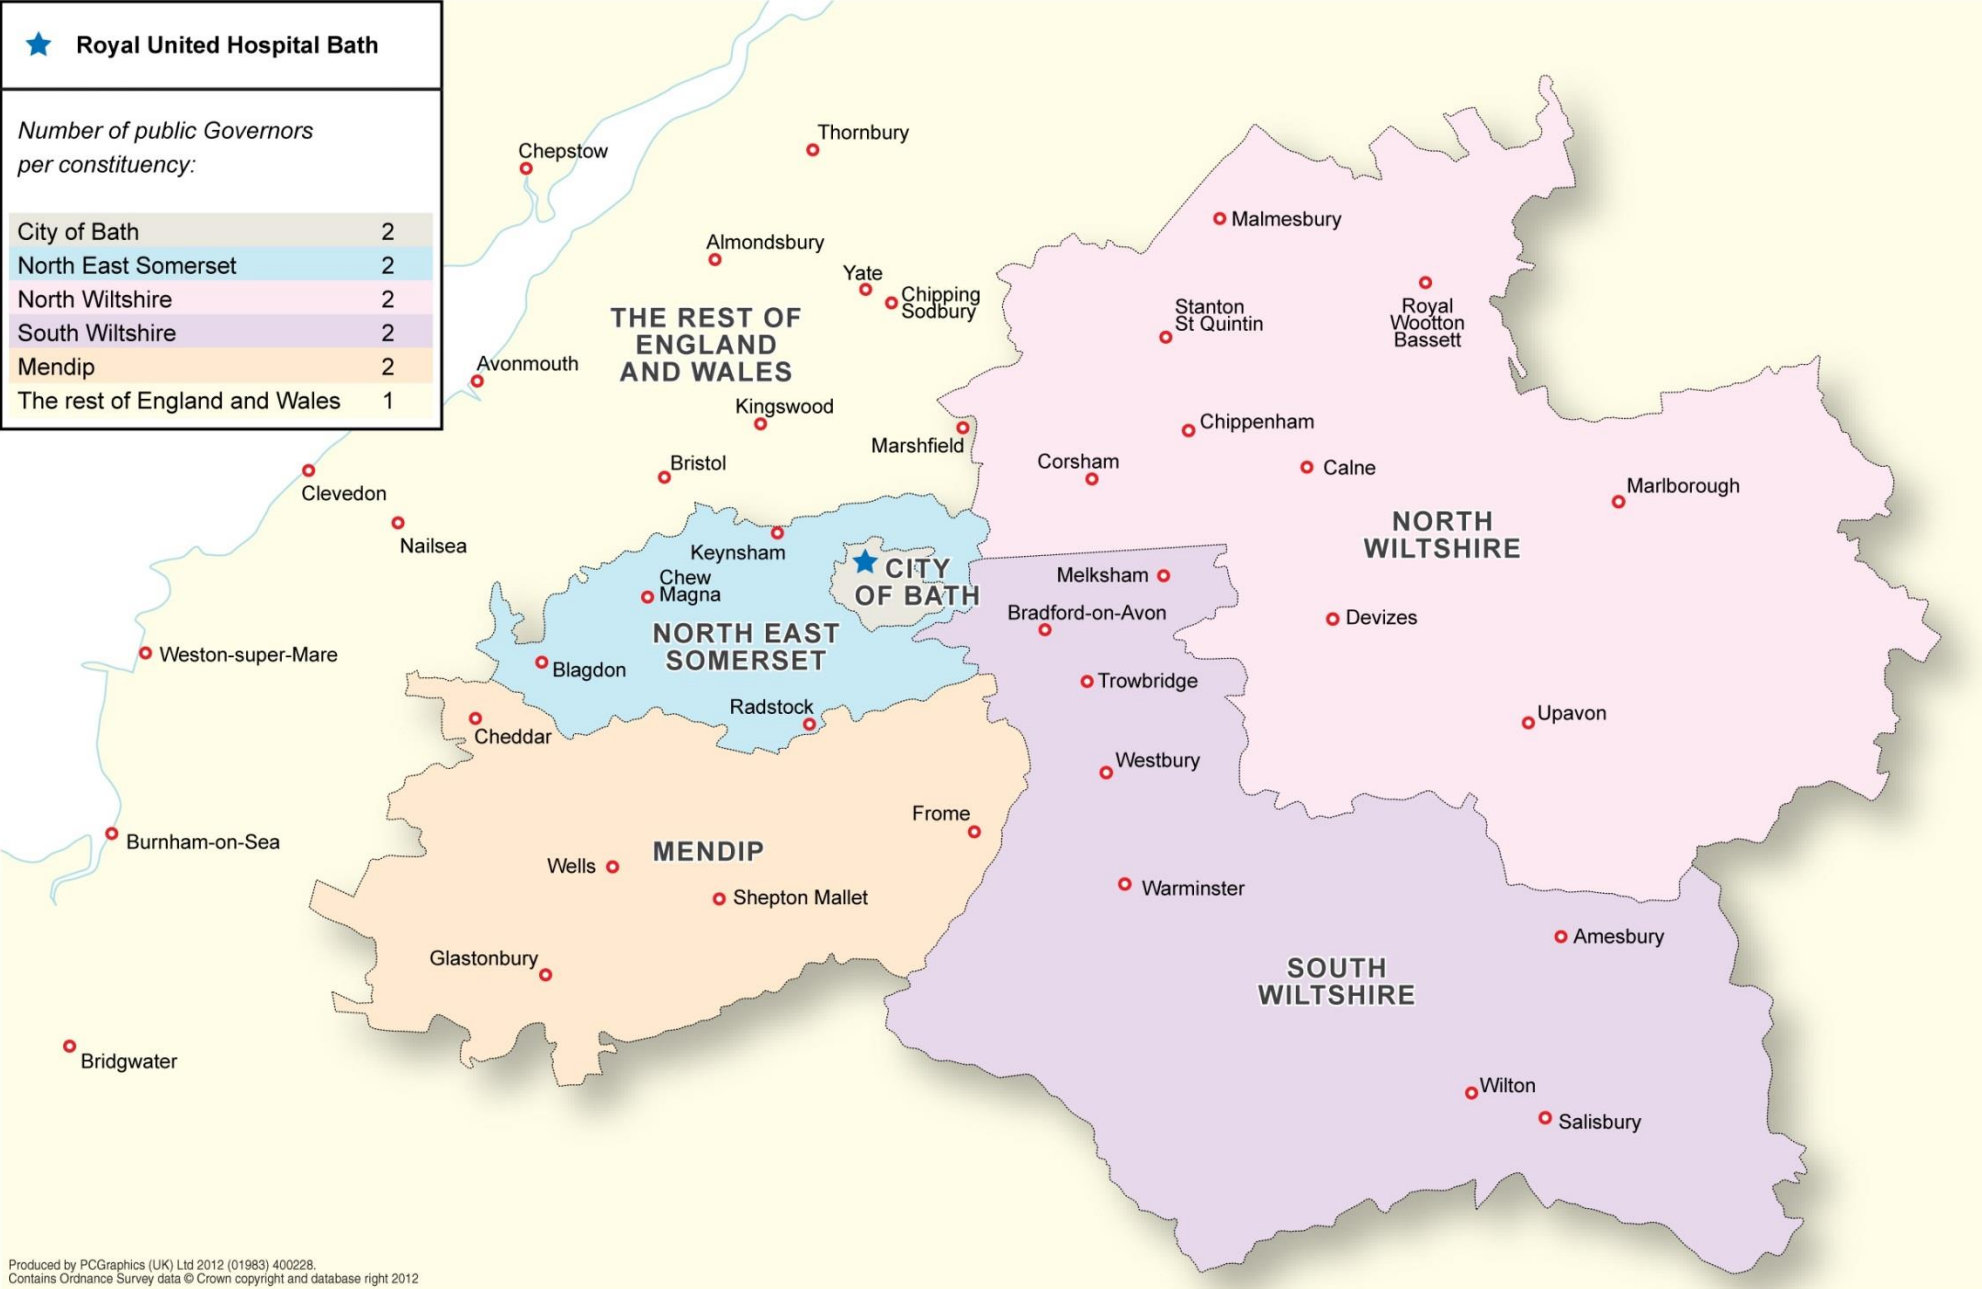 Royal United Hospital Bath
Number of public Governors
per constituency:
City of Bath 2
North East Somerset 2
North Wiltshire 2
South Wiltshire 2
Mendip 2
The rest of England and Wales 1
Chepstow
Thornbury
Almondsbury
Yate
Chipping
Sodbury
THE REST OF
ENGLAND
AND WALES
Avonmouth
Kingswood
Marshfield
Bristol
Clevedon
Nailsea
Weston-super-Mare
Burnham-on-Sea
Bridgwater
Malmesbury
Stanton
St Quintin
Royal
Wootton
Bassett
Chippenham
Corsham
Calne
Marlborough
NORTH
WILTSHIRE
Devizes
Upavon
Keynsham
CITY
OF BATH
Chew
Magna
NORTH EAST
SOMERSET
Blagdon
Radstock
Melksham
Bradford-on-Avon
Trowbridge
Westbury
Cheddar
Frome
Wells
MENDIP
Shepton Mallet
Glastonbury
Warminster
Amesbury
SOUTH
WILTSHIRE
Wilton
Salisbury
Produced by PCGraphics (UK) Ltd 2012 (01983) 400228.
Contains Ordnance Survey data © Crown copyright and database right 2012